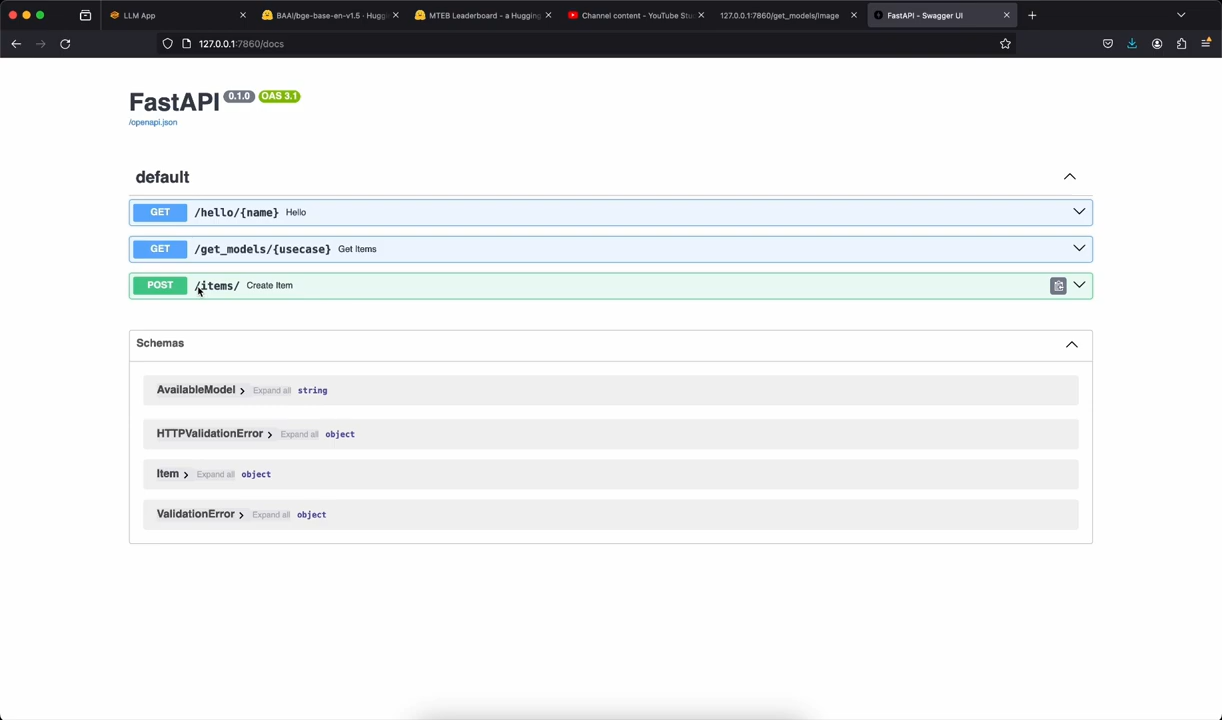 LLM App
BAAI/bge-base-en-v1.5 · Huggi
MTEB Leaderboard - a Hugging
Channel content - YouTube Stu
127.0.0.1:7860/get_models/image
FastAPI - Swagger UI
127.0.0.1:7860/docs
FastAPI 0.1.0 OAS 3.1
/openapi.json
default
GET /hello/{name} Hello
GET /get_models/{usecase} Get Items
POST /items/ Create Item
Schemas
AvailableModel Expand all string
HTTPValidationError Expand all object
Item Expand all object
ValidationError Expand all object